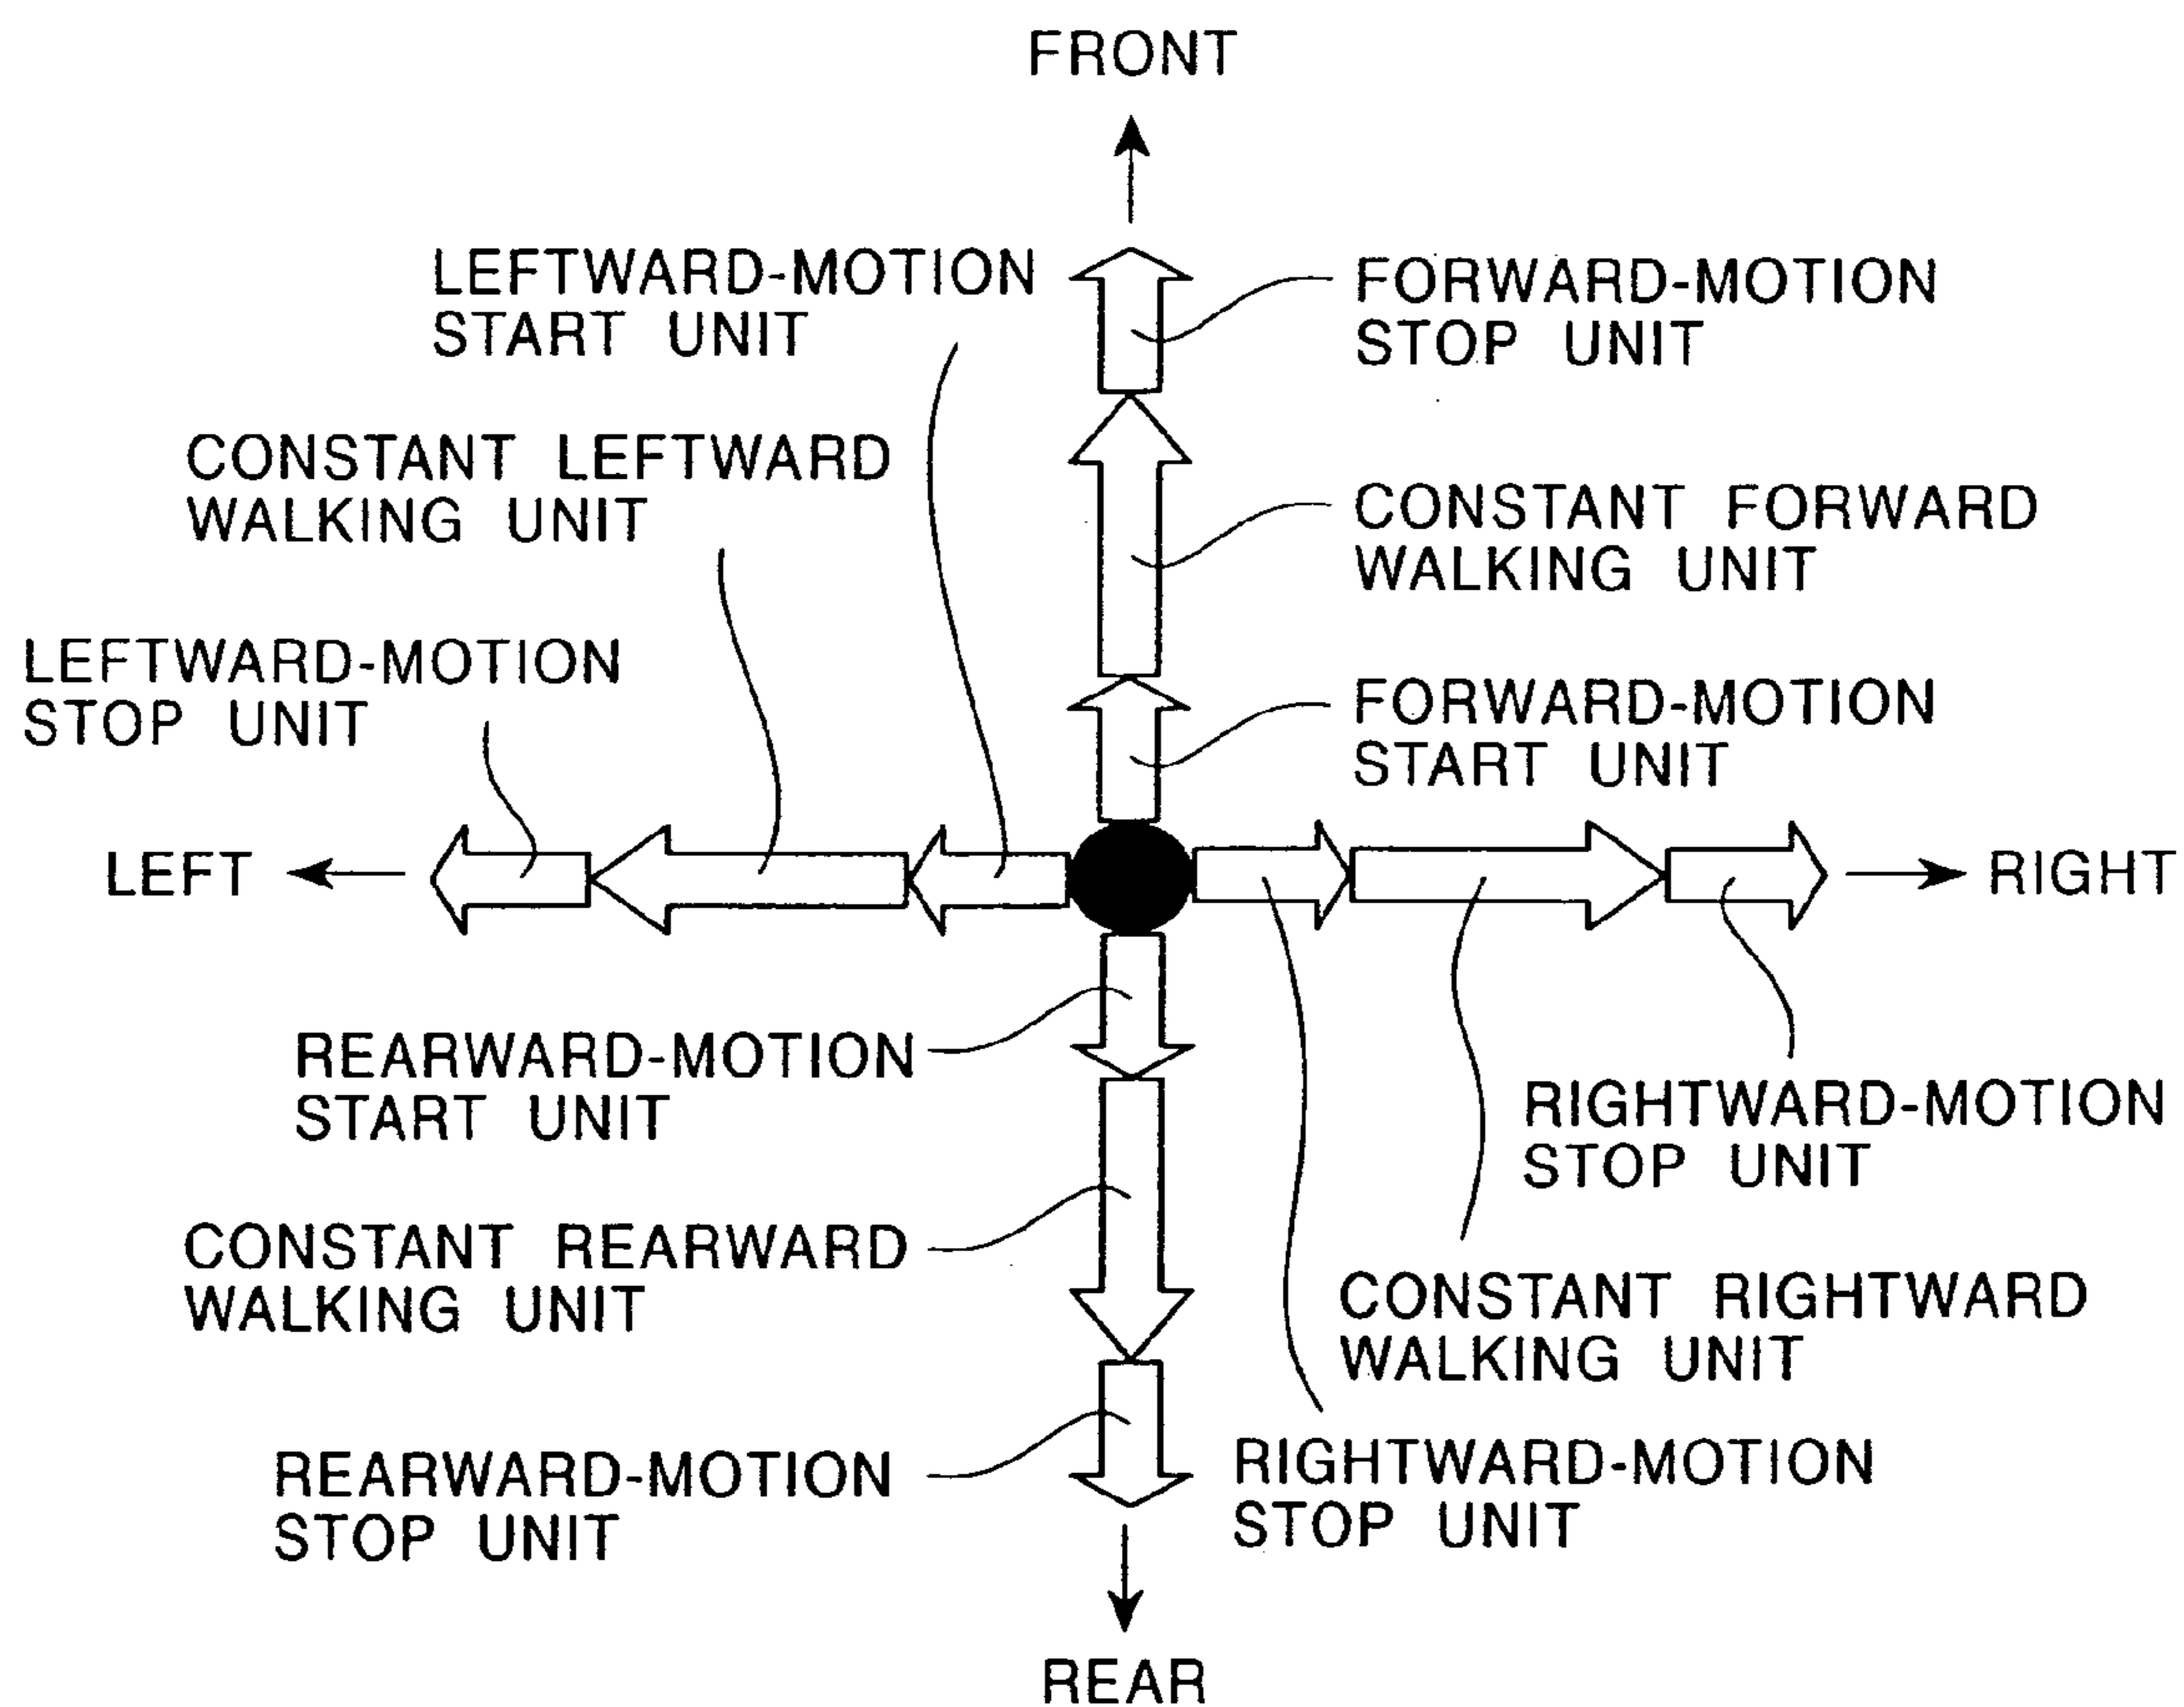 FRONT
LEFTWARD-MOTION
START UNIT
FORWARD-MOTION
STOP UNIT
CONSTANT LEFTWARD
WALKING UNIT
CONSTANT FORWARD
WALKING UNIT
LEFTWARD-MOTION
STOP UNIT
FORWARD-MOTION
START UNIT
LEFT
RIGHT
REARWARD-MOTION
START UNIT
RIGHTWARD-MOTION
STOP UNIT
CONSTANT REARWARD
WALKING UNIT
CONSTANT RIGHTWARD
WALKING UNIT
REARWARD-MOTION
STOP UNIT
RIGHTWARD-MOTION
STOP UNIT
REAR